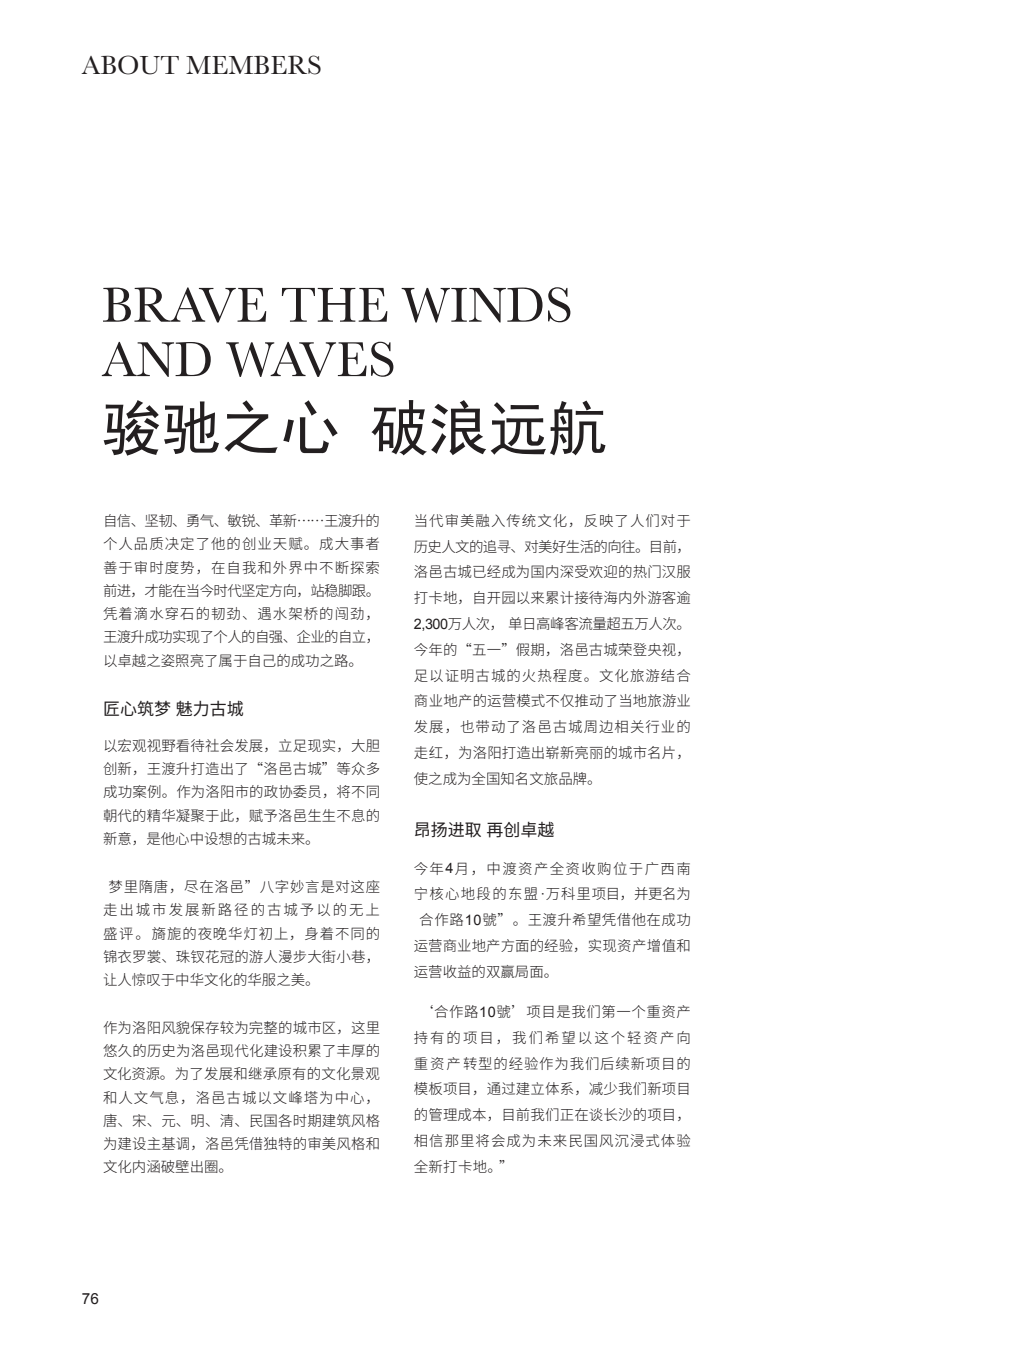 ABOUT MEMBERS
BRAVE THE WINDS
AND WAVES
骏驰之心 破浪远航
自信、坚韧、勇气、敏锐、革新……王渡升的
个人品质决定了他的创业天赋。成大事者
善于审时度势，在自我和外界中不断探索
前进，才能在当今时代坚定方向，站稳脚跟。
凭着滴水穿石的韧劲、遇水架桥的闯劲，
王渡升成功实现了个人的自强、企业的自立，
以卓越之姿照亮了属于自己的成功之路。
匠心筑梦 魅力古城
以宏观视野看待社会发展，立足现实，大胆
创新，王渡升打造出了“洛邑古城”等众多
成功案例。作为洛阳市的政协委员，将不同
朝代的精华凝聚于此，赋予洛邑生生不息的
新意，是他心中设想的古城未来。
梦里隋唐，尽在洛邑”八字妙言是对这座
走出城市发展新路径的古城予以的无上
盛评。旖旎的夜晚华灯初上，身着不同的
锦衣罗裳、珠钗花冠的游人漫步大街小巷，
让人惊叹于中华文化的华服之美。
作为洛阳风貌保存较为完整的城市区，这里
悠久的历史为洛邑现代化建设积累了丰厚的
文化资源。为了发展和继承原有的文化景观
和人文气息，洛邑古城以文峰塔为中心，
唐、宋、元、明、清、民国各时期建筑风格
为建设主基调，洛邑凭借独特的审美风格和
文化内涵破壁出圈。
当代审美融入传统文化，反映了人们对于
历史人文的追寻、对美好生活的向往。目前，
洛邑古城已经成为国内深受欢迎的热门汉服
打卡地，自开园以来累计接待海内外游客逾
2,300万人次， 单日高峰客流量超五万人次。
今年的“五一”假期，洛邑古城荣登央视，
足以证明古城的火热程度。文化旅游结合
商业地产的运营模式不仅推动了当地旅游业
发展，也带动了洛邑古城周边相关行业的
走红，为洛阳打造出崭新亮丽的城市名片，
使之成为全国知名文旅品牌。
昂扬进取 再创卓越
今年4月，中渡资产全资收购位于广西南
宁核心地段的东盟·万科里项目，并更名为
合作路10號”。王渡升希望凭借他在成功
运营商业地产方面的经验，实现资产增值和
运营收益的双赢局面。
‘合作路10號’项目是我们第一个重资产
持有的项目，我们希望以这个轻资产向
重资产转型的经验作为我们后续新项目的
模板项目，通过建立体系，减少我们新项目
的管理成本，目前我们正在谈长沙的项目，
相信那里将会成为未来民国风沉浸式体验
全新打卡地。”
76